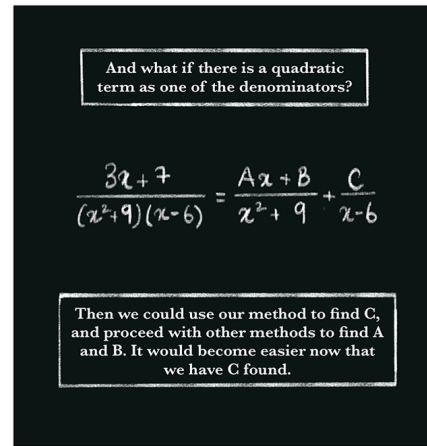 And what if there is a quadratic
term as one of the denominators?
3x+7 / (x²+9)(x-6) = Ax+B / x²+9 + C / x-6
Then we could use our method to find C,
and proceed with other methods to find A
and B. It would become easier now that
we have C found.